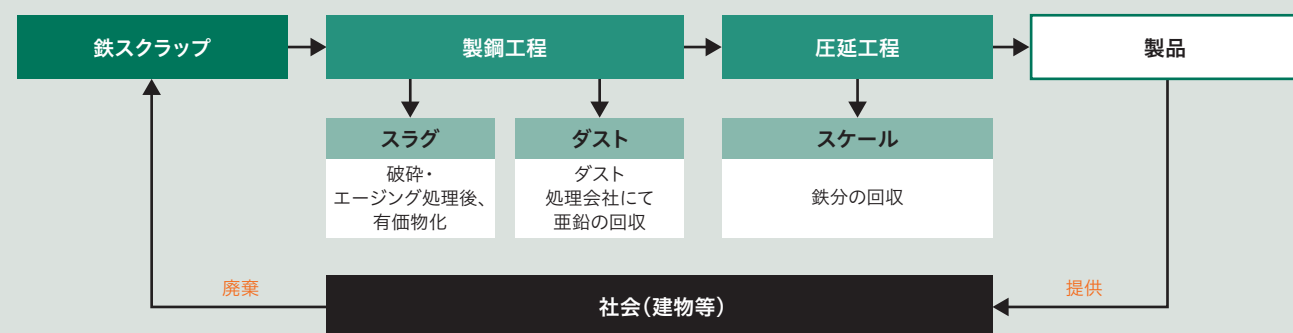 鉄スクラップ
製鋼工程
圧延工程
製品
スラグ
破砕・
エージング処理後、
有価物化
ダスト
ダスト
処理会社にて
亜鉛の回収
スケール
鉄分の回収
廃棄
社会（建物等）
提供